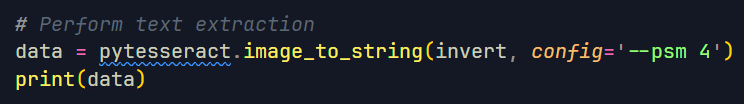 # Perform text extraction
data = pytesseract.image_to_string(invert, config='--psm 4')
print(data)